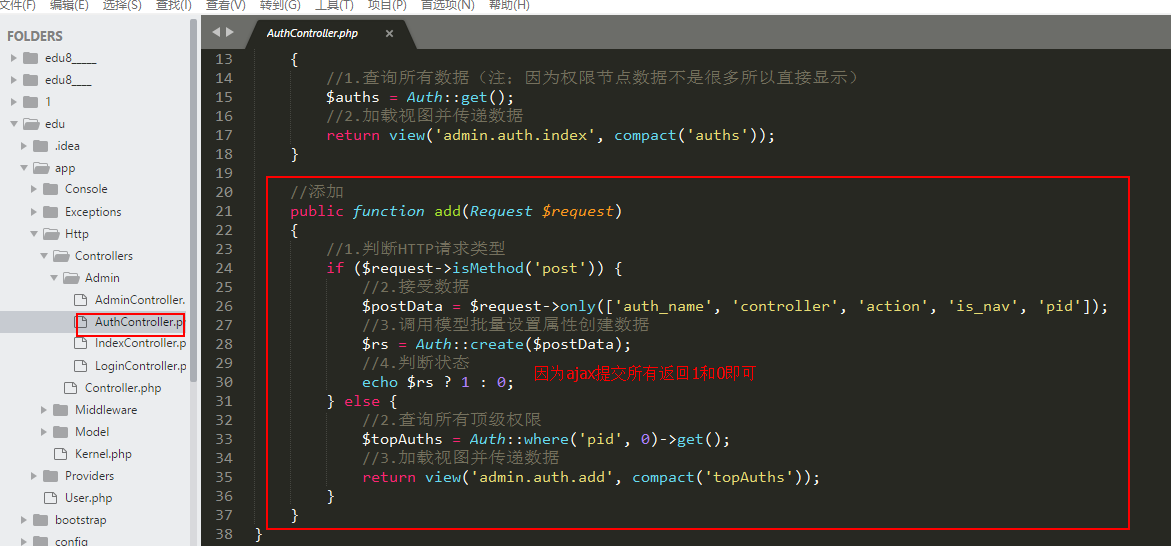 文件(F) 编辑(E) 选择(S) 查找(I) 查看(V) 转到(G) 工具(T) 项目(P) 首选项(N) 帮助(H)
FOLDERS
edu8_____
edu8____
1
edu
.idea
app
Console
Exceptions
Http
Controllers
Admin
AdminController.
AuthController.p
IndexController.p
LoginController.p
Controller.php
Middleware
Model
Kernel.php
Providers
User.php
bootstrap
config
AuthController.php ×
13 {
14 //1.查询所有数据（注：因为权限节点数据不是很多所以直接显示）
15 $auths = Auth::get();
16 //2.加载视图并传递数据
17 return view('admin.auth.index', compact('auths'));
18 }
19
20 //添加
21 public function add(Request $request)
22 {
23 //1.判断HTTP请求类型
24 if ($request->isMethod('post')) {
25 //2.接受数据
26 $postData = $request->only(['auth_name', 'controller', 'action', 'is_nav', 'pid']);
27 //3.调用模型批量设置属性创建数据
28 $rs = Auth::create($postData);
29 //4.判断状态
30 echo $rs ? 1 : 0; 因为ajax提交所有返回1和0即可
31 } else {
32 //2.查询所有顶级权限
33 $topAuths = Auth::where('pid', 0)->get();
34 //3.加载视图并传递数据
35 return view('admin.auth.add', compact('topAuths'));
36 }
37 }
38 }